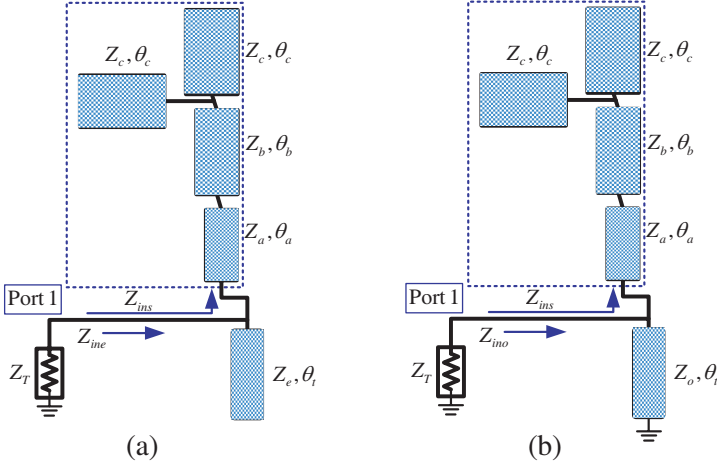 Z_c, θ_c
Z_c, θ_c
Z_b, θ_b
Z_a, θ_a
Port 1
Z_ins
Z_ine
Z_T
Z_e, θ_t
(a)
Z_c, θ_c
Z_c, θ_c
Z_b, θ_b
Z_a, θ_a
Port 1
Z_ins
Z_ino
Z_T
Z_o, θ_t
(b)